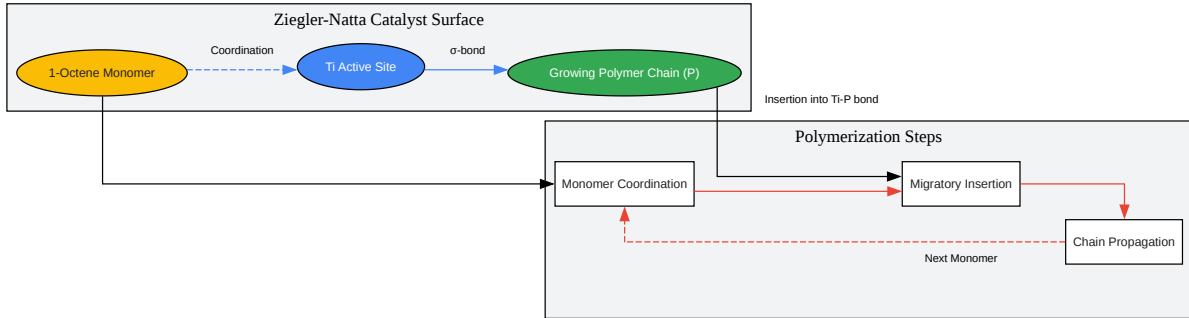 Ziegler-Natta Catalyst Surface
1-Octene Monomer
Coordination
Ti Active Site
σ-bond
Growing Polymer Chain (P)
Insertion into Ti-P bond
Polymerization Steps
Monomer Coordination
Migratory Insertion
Chain Propagation
Next Monomer